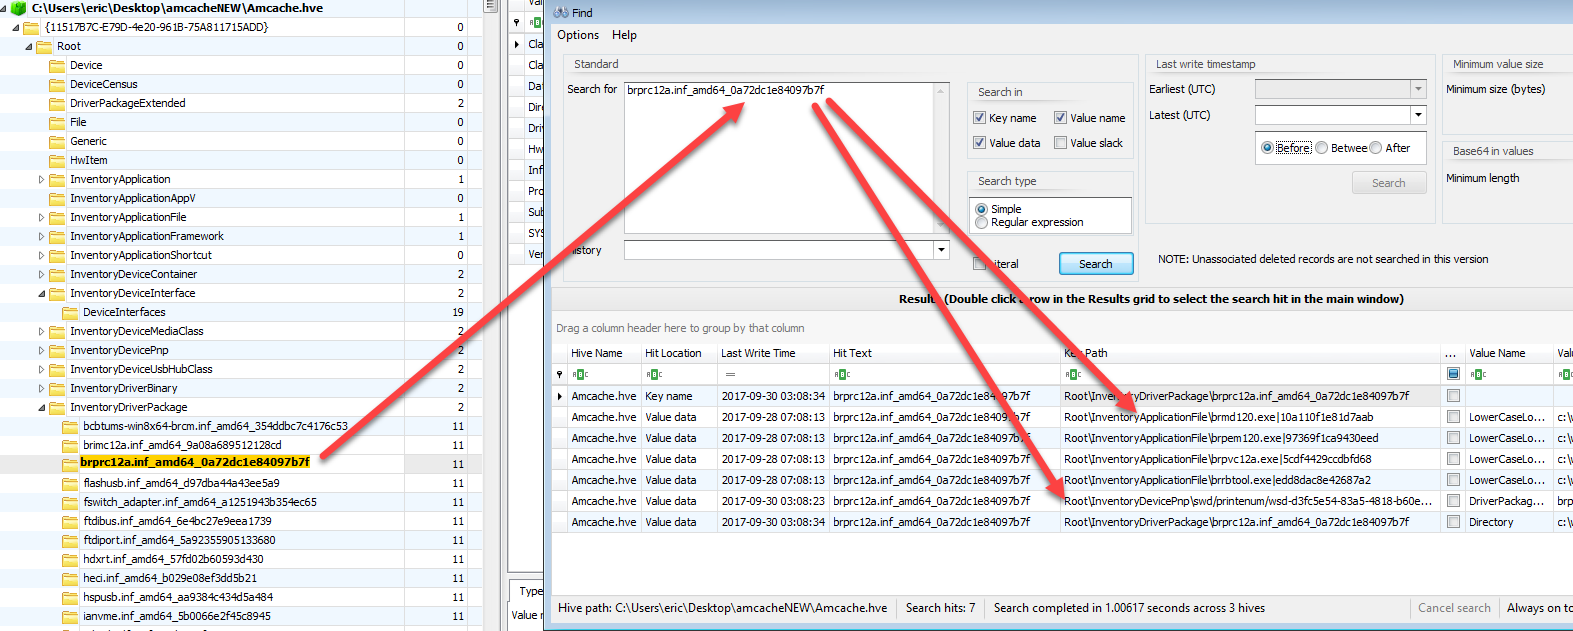 C:\Users\eric\Desktop\amcacheNEW\Amcache.hve
{11517B7C-E79D-4e20-961B-75A811715ADD} 0
Root 0
Device 0
DeviceCensus 0
DriverPackageExtended 2
File 0
Generic 0
HwItem 0
InventoryApplication 1
InventoryApplicationAppV 0
InventoryApplicationFile 1
InventoryApplicationFramework 1
InventoryApplicationShortcut 0
InventoryDeviceContainer 2
InventoryDeviceInterface 2
DeviceInterfaces 19
InventoryDeviceMediaClass 2
InventoryDevicePnp 2
InventoryDeviceUsbHubClass 2
InventoryDriverBinary 2
InventoryDriverPackage 2
bcbtums-win8x64-brcm.inf_amd64_354ddbc7c4176c53 11
brimc12a.inf_amd64_9a08a689512128cd 11
brprc12a.inf_amd64_0a72dc1e84097b7f 11
flashusb.inf_amd64_d97dba44a43ee5a9 11
fswitch_adapter.inf_amd64_a1251943b354ec65 11
ftdibus.inf_amd64_6e4bc27e9eea1739 11
ftdiport.inf_amd64_5a92355905133680 11
hdxrt.inf_amd64_57fd02b60593d430 11
heci.inf_amd64_b029e08ef3dd5b21 11
hspusb.inf_amd64_aa9384c434d5a484 11
ianvme.inf_amd64_5b0066e2f45c8945 11
Cla
Cla
Dat
Dire
Driv
Hw
Inf
Pro
Sub
SYS
Ver
Type
Value n
Find
Options Help
Standard
Search for brprc12a.inf_amd64_0a72dc1e84097b7f
istory
Search in
Key name Value name
Value data Value slack
Search type
Simple
Regular expression
iteral Search
Last write timestamp
Earliest (UTC)
Latest (UTC)
Before Betwee After
Search
Minimum value size
Minimum size (bytes)
Base64 in values
Minimum length
NOTE: Unassociated deleted records are not searched in this version
Results (Double click a row in the Results grid to select the search hit in the main window)
Drag a column header here to group by that column
Hive Name Hit Location Last Write Time Hit Text Key Path ... Value Name Valu
Amcache.hve Key name 2017-09-30 03:08:34 brprc12a.inf_amd64_0a72dc1e84097b7f Root\InventoryDriverPackage\brprc12a.inf_amd64_0a72dc1e84097b7f
Amcache.hve Value data 2017-09-28 07:08:13 brprc12a.inf_amd64_0a72dc1e84097b7f Root\InventoryApplicationFile\brmd120.exe|10a110f1e81d7aab LowerCaseLo... c:\w
Amcache.hve Value data 2017-09-28 07:08:13 brprc12a.inf_amd64_0a72dc1e84097b7f Root\InventoryApplicationFile\brpem120.exe|97369f1ca9430eed LowerCaseLo... c:\w
Amcache.hve Value data 2017-09-28 07:08:13 brprc12a.inf_amd64_0a72dc1e84097b7f Root\InventoryApplicationFile\brpvc12a.exe|5cdf4429ccdbfd68 LowerCaseLo... c:\w
Amcache.hve Value data 2017-09-28 07:08:13 brprc12a.inf_amd64_0a72dc1e84097b7f Root\InventoryApplicationFile\brrbtool.exe|edd8dac8e42687a2 LowerCaseLo... c:\w
Amcache.hve Value data 2017-09-30 03:08:23 brprc12a.inf_amd64_0a72dc1e84097b7f Root\InventoryDevicePnp\swd/printenum/wsd-d3fc5e54-83a5-4818-b60e... DriverPackag... brp
Amcache.hve Value data 2017-09-30 03:08:34 brprc12a.inf_amd64_0a72dc1e84097b7f Root\InventoryDriverPackage\brprc12a.inf_amd64_0a72dc1e84097b7f Directory c:\w
Hive path: C:\Users\eric\Desktop\amcacheNEW\Amcache.hve Search hits: 7 Search completed in 1.00617 seconds across 3 hives Cancel search Always on to